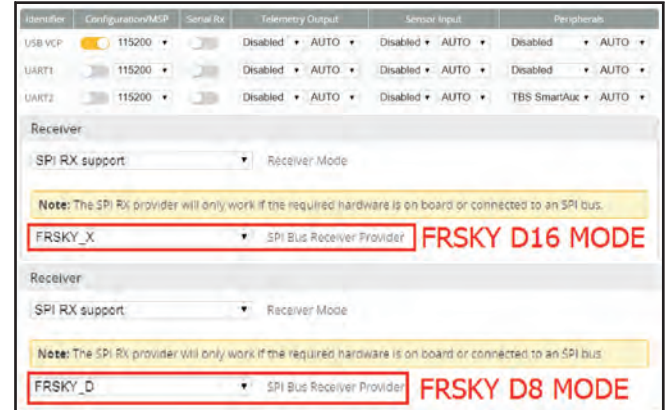 Identifier Configuration/MSP Serial Rx Telemetry Output Sensor Input Peripherals
USB VCP 115200 Disabled AUTO Disabled AUTO Disabled AUTO
UART1 115200 Disabled AUTO Disabled AUTO Disabled AUTO
UART2 115200 Disabled AUTO Disabled AUTO TBS SmartAuc AUTO
Receiver
SPI RX support Receiver Mode
Note: The SPI RX provider will only work if the required hardware is on board or connected to an SPI bus.
FRSKY_X SPI Bus Receiver Provider FRSKY D16 MODE
Receiver
SPI RX support Receiver Mode
Note: The SPI RX provider will only work if the required hardware is on board or connected to an SPI bus
FRSKY_D SPI Bus Receiver Provider FRSKY D8 MODE